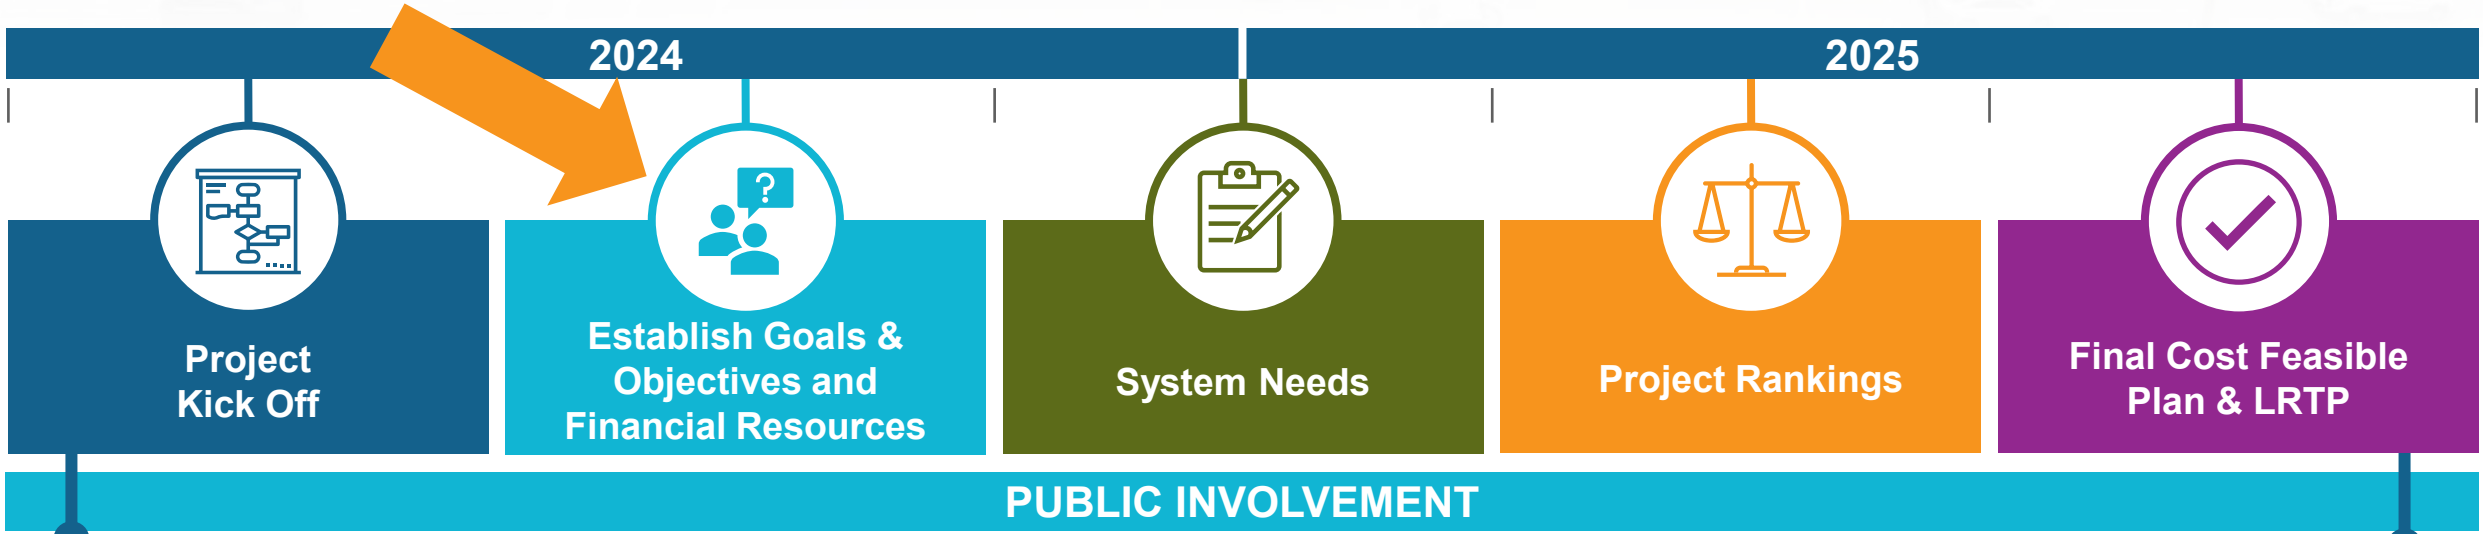 2024
2025
?
Project
Kick Off
Establish Goals &
Objectives and
Financial Resources
System Needs
Project Rankings
Final Cost Feasible
Plan & LRTP
PUBLIC INVOLVEMENT